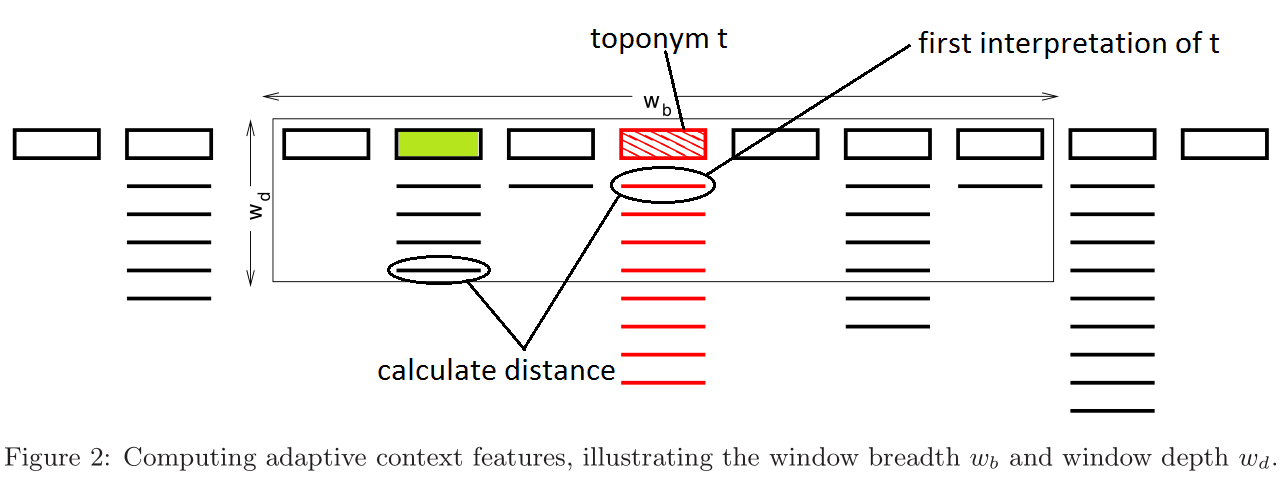 toponym t
first interpretation of t
w_b
w_d
calculate distance
Figure 2: Computing adaptive context features, illustrating the window breadth w_b and window depth w_d.